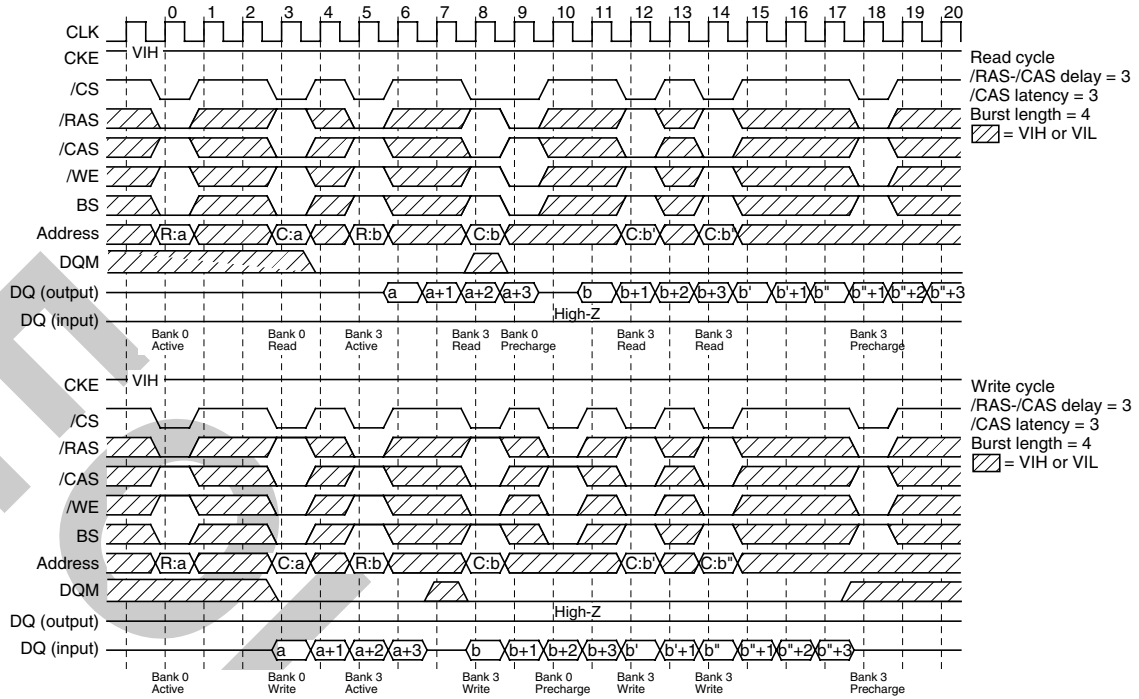 0 1 2 3 4 5 6 7 8 9 10 11 12 13 14 15 16 17 18 19 20
CLK
CKE VIH
/CS
/RAS
/CAS
/WE
BS
Address R:a C:a R:b C:b C:b' C:b"
DQM
DQ (output) a a+1 a+2 a+3 b b+1 b+2 b+3 b' b'+1 b" b"+1 b"+2 b"+3
High-Z
DQ (input)
Bank 0 Active
Bank 0 Read
Bank 3 Active
Bank 3 Read
Bank 0 Precharge
Bank 3 Read
Bank 3 Read
Bank 3 Precharge
Read cycle
/RAS-/CAS delay = 3
/CAS latency = 3
Burst length = 4
= VIH or VIL
CKE VIH
/CS
/RAS
/CAS
/WE
BS
Address R:a C:a R:b C:b C:b' C:b"
DQM
High-Z
DQ (output)
DQ (input) a a+1 a+2 a+3 b b+1 b+2 b+3 b' b'+1 b" b"+1 b"+2 b"+3
Bank 0 Active
Bank 0 Write
Bank 3 Active
Bank 3 Write
Bank 0 Precharge
Bank 3 Write
Bank 3 Write
Bank 3 Precharge
Write cycle
/RAS-/CAS delay = 3
/CAS latency = 3
Burst length = 4
= VIH or VIL